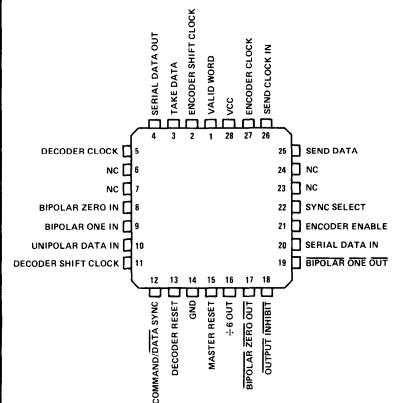 SERIAL DATA OUT
TAKE DATA
ENCODER SHIFT CLOCK
VALID WORD
VCC
ENCODER CLOCK
SEND CLOCK IN
4 3 2 1 28 27 26
DECODER CLOCK 5
NC 6
NC 7
BIPOLAR ZERO IN 8
BIPOLAR ONE IN 9
UNIPOLAR DATA IN 10
DECODER SHIFT CLOCK 11
25 SEND DATA
24 NC
23 NC
22 SYNC SELECT
21 ENCODER ENABLE
20 SERIAL DATA IN
19 BIPOLAR ONE OUT
12 13 14 15 16 17 18
COMMAND/DATA SYNC
DECODER RESET
GND
MASTER RESET
÷6 OUT
BIPOLAR ZERO OUT
OUTPUT INHIBIT